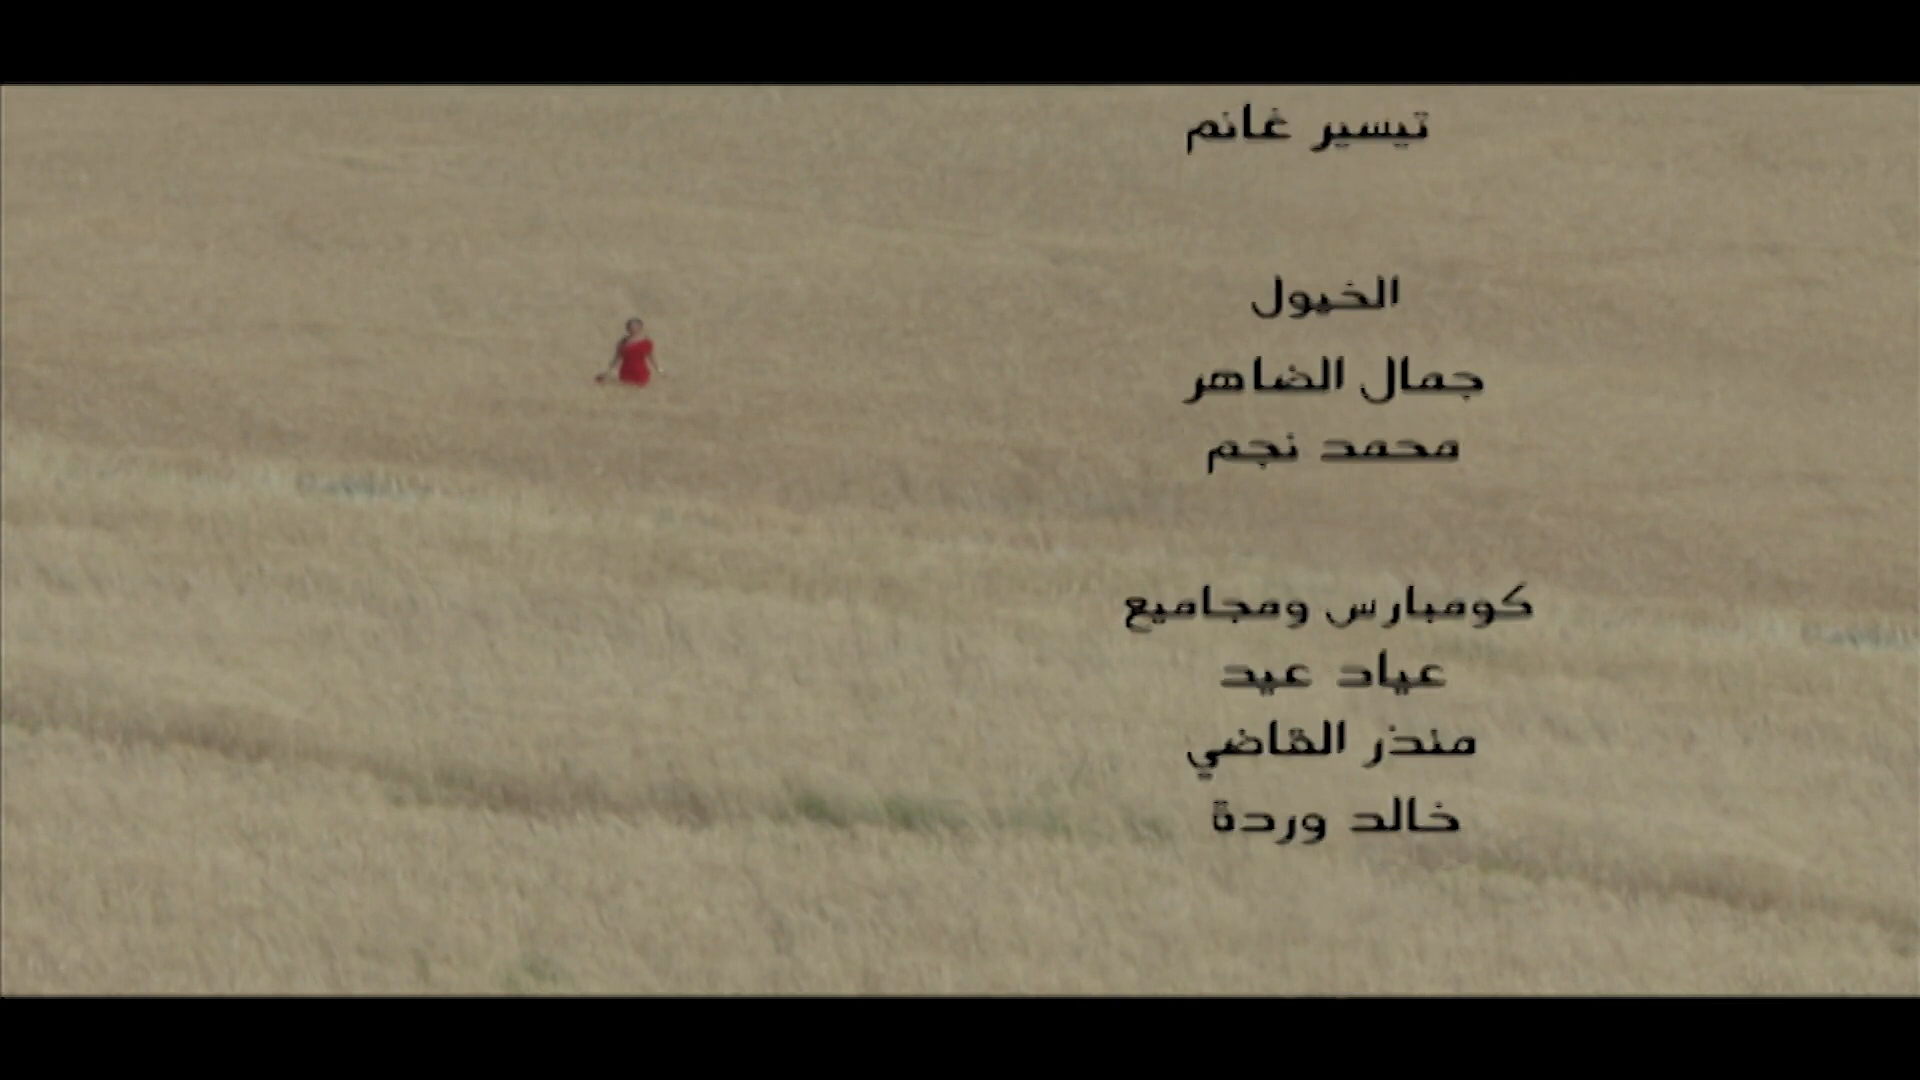 تيسير غانم
الخيول
جمال الضاهر
محمد نجم
كومبارس ومجاميع
عياد عيد
منذر القاضي
خالد وردة